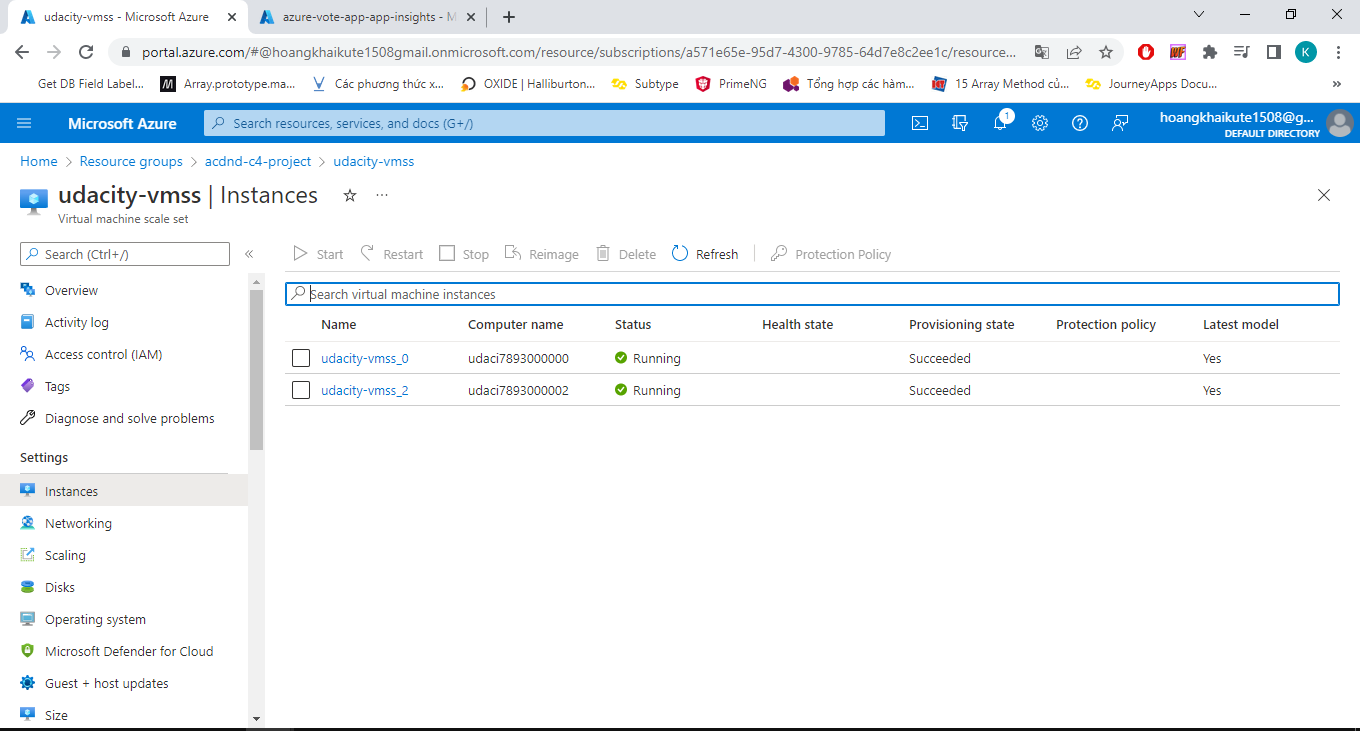 udacity-vmss - Microsoft Azure
azure-vote-app-app-insights - M
portal.azure.com/#@hoangkhaikute1508gmail.onmicrosoft.com/resource/subscriptions/a571e65e-95d7-4300-9785-64d7e8c2ee1c/resource...
K
Get DB Field Label... Array.prototype.ma... Các phương thức x... OXIDE | Halliburton... Subtype PrimeNG Tổng hợp các hàm... 15 Array Method củ... JourneyApps Docu... »
Microsoft Azure
Search resources, services, and docs (G+/)
1
hoangkhaikute1508@g...
DEFAULT DIRECTORY
Home > Resource groups > acdnd-c4-project > udacity-vmss
udacity-vmss | Instances
Virtual machine scale set
Search (Ctrl+/)
Start Restart Stop Reimage Delete Refresh Protection Policy
Search virtual machine instances
Name Computer name Status Health state Provisioning state Protection policy Latest model
udacity-vmss_0 udaci7893000000 Running Succeeded Yes
udacity-vmss_2 udaci7893000002 Running Succeeded Yes
Overview
Activity log
Access control (IAM)
Tags
Diagnose and solve problems
Settings
Instances
Networking
Scaling
Disks
Operating system
Microsoft Defender for Cloud
Guest + host updates
Size